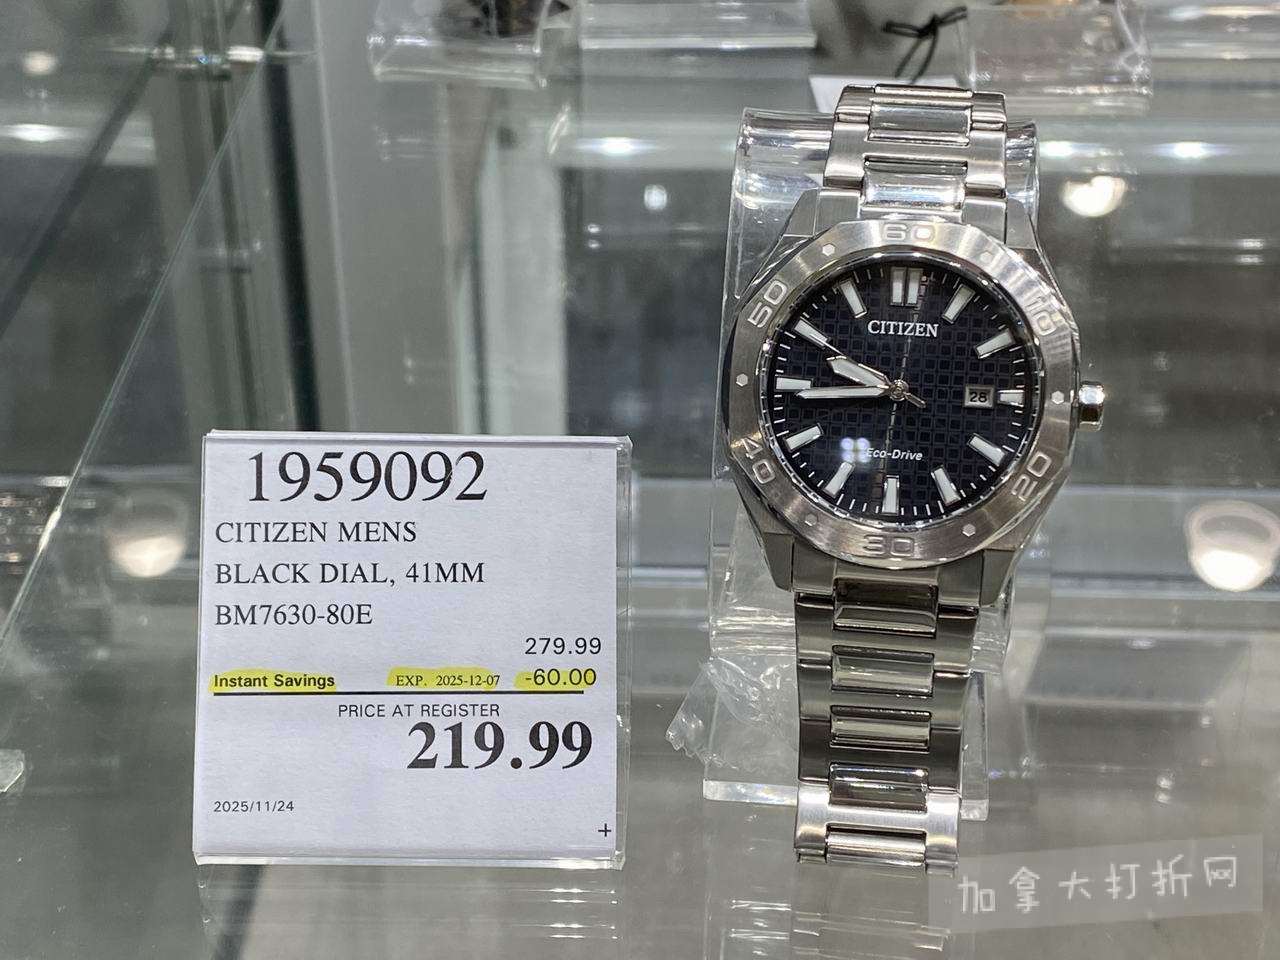 1959092
CITIZEN MENS
BLACK DIAL, 41MM
BM7630-80E
279.99
Instant Savings EXP. 2025-12-07 -60.00
PRICE AT REGISTER
219.99
2025/11/24
+
60
10
20
30
40
50
CITIZEN
28
Eco-Drive
加拿大打折网